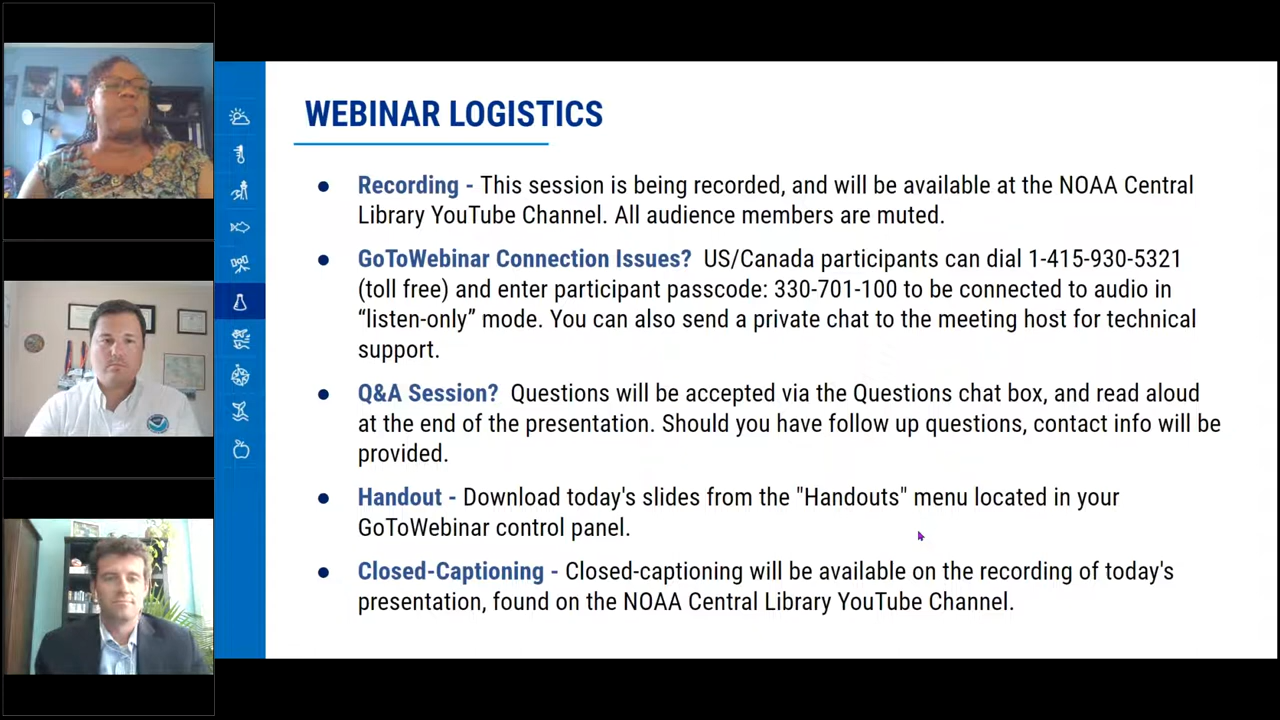 WEBINAR LOGISTICS
● Recording - This session is being recorded, and will be available at the NOAA Central
Library YouTube Channel. All audience members are muted.
● GoToWebinar Connection Issues? US/Canada participants can dial 1-415-930-5321
(toll free) and enter participant passcode: 330-701-100 to be connected to audio in
“listen-only” mode. You can also send a private chat to the meeting host for technical
support.
● Q&A Session? Questions will be accepted via the Questions chat box, and read aloud
at the end of the presentation. Should you have follow up questions, contact info will be
provided.
● Handout - Download today's slides from the "Handouts" menu located in your
GoToWebinar control panel.
● Closed-Captioning - Closed-captioning will be available on the recording of today's
presentation, found on the NOAA Central Library YouTube Channel.